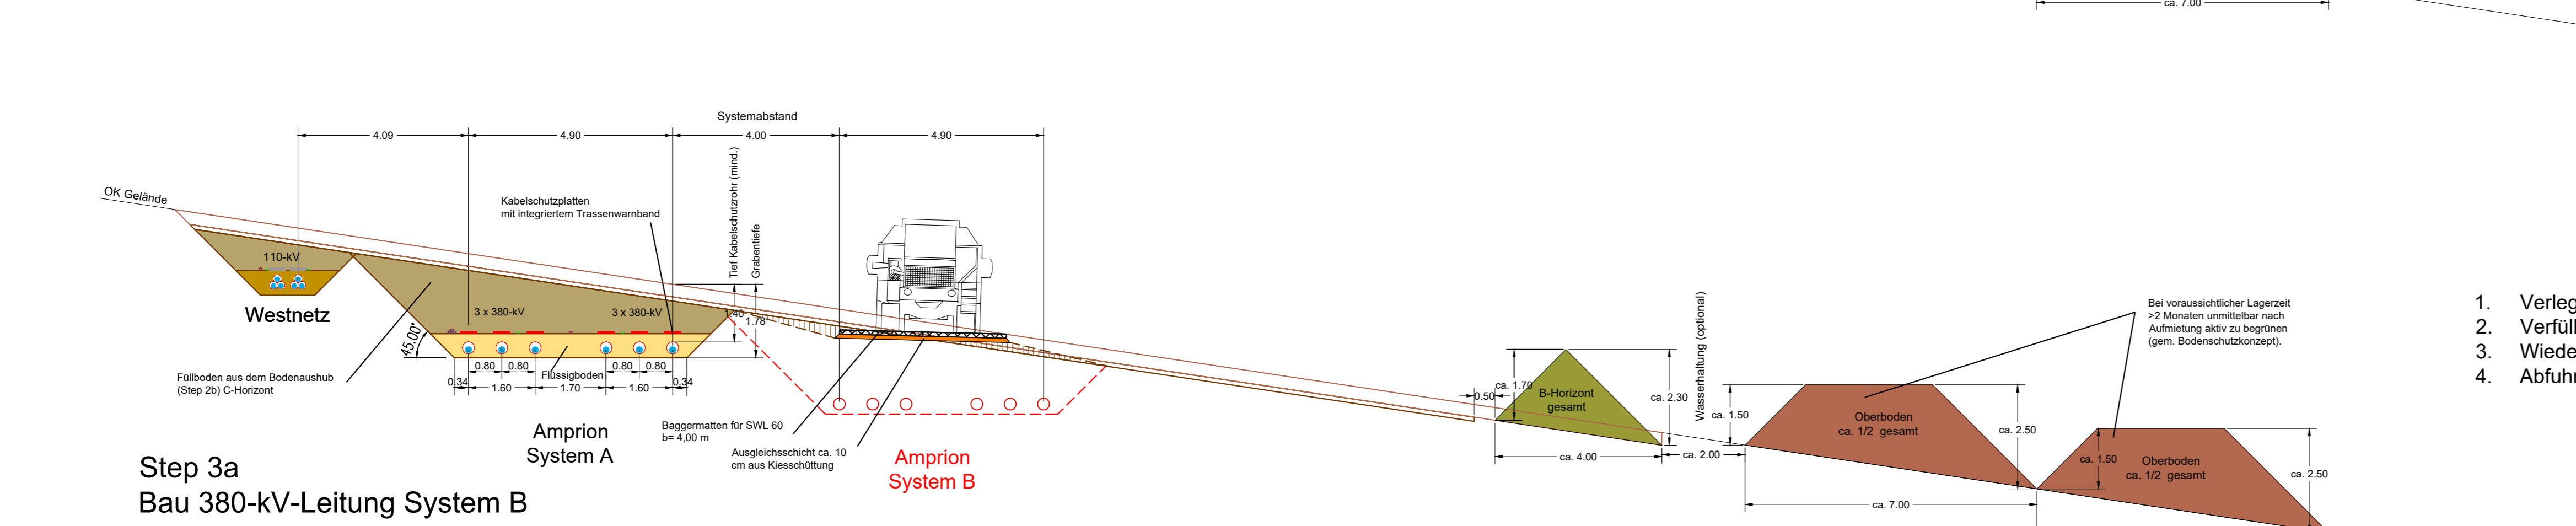 ca. 7.00
Systemabstand
4.09
4.90
4.00
4.90
OK Gelände
Kabelschutzplatten
mit integriertem Trassenwarnband
Tief Kabelschutzrohr (mind.)
Grabentiefe
110-kV
Westnetz
3 x 380-kV
3 x 380-kV
1.40
1.78
45.00°
0.80
0.80
Flüssigboden
0.80
0.80
0.34
1.60
1.70
1.60
0.34
Füllboden aus dem Bodenaushub
(Step 2b) C-Horizont
Amprion
System A
Baggermatten für SWL 60
b= 4,00 m
Ausgleichsschicht ca. 10
cm aus Kiesschüttung
Amprion
System B
0.50
ca. 1.70
B-Horizont
gesamt
ca. 2.30
ca. 4.00
Wasserhaltung (optional)
ca. 2.00
ca. 1.50
Oberboden
ca. 1/2 gesamt
ca. 2.50
ca. 7.00
Bei voraussichtlicher Lagerzeit
>2 Monaten unmittelbar nach
Aufmietung aktiv zu begrünen
(gem. Bodenschutzkonzept).
ca. 1.50
Oberboden
ca. 1/2 gesamt
ca. 2.50
1. Verleg
2. Verfüll
3. Wiede
4. Abfuhr
Step 3a
Bau 380-kV-Leitung System B